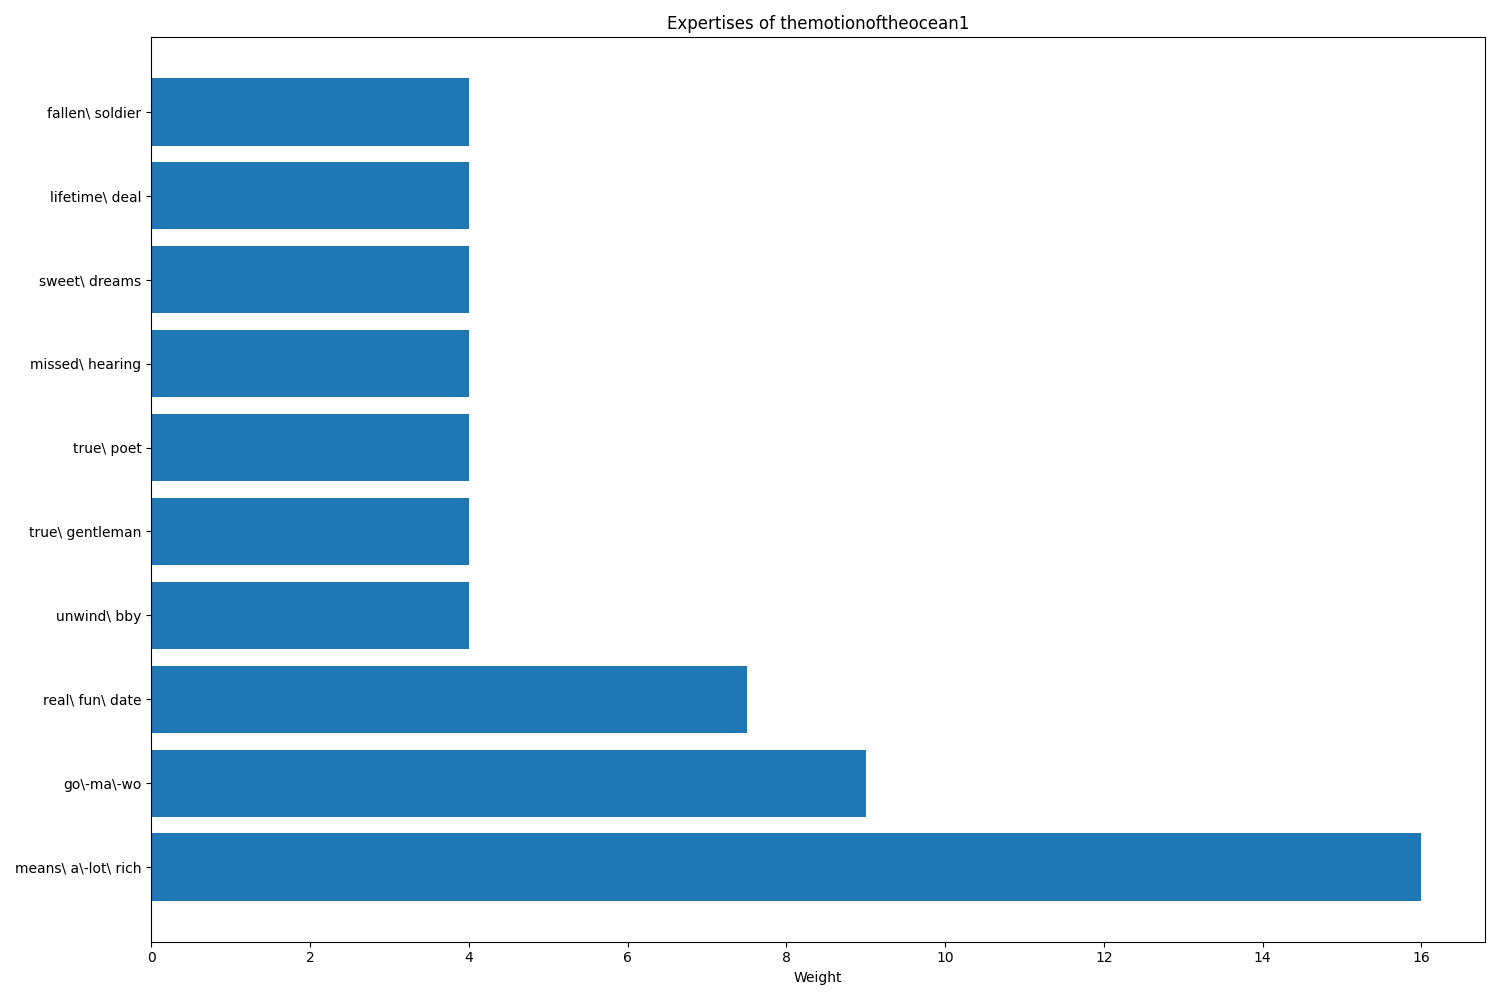 Expertises of themotionoftheocean1
fallen\ soldier
lifetime\ deal
sweet\ dreams
missed\ hearing
true\ poet
true\ gentleman
unwind\ bby
real\ fun\ date
go\-ma\-wo
means\ a\-lot\ rich
0 2 4 6 8 10 12 14 16
Weight